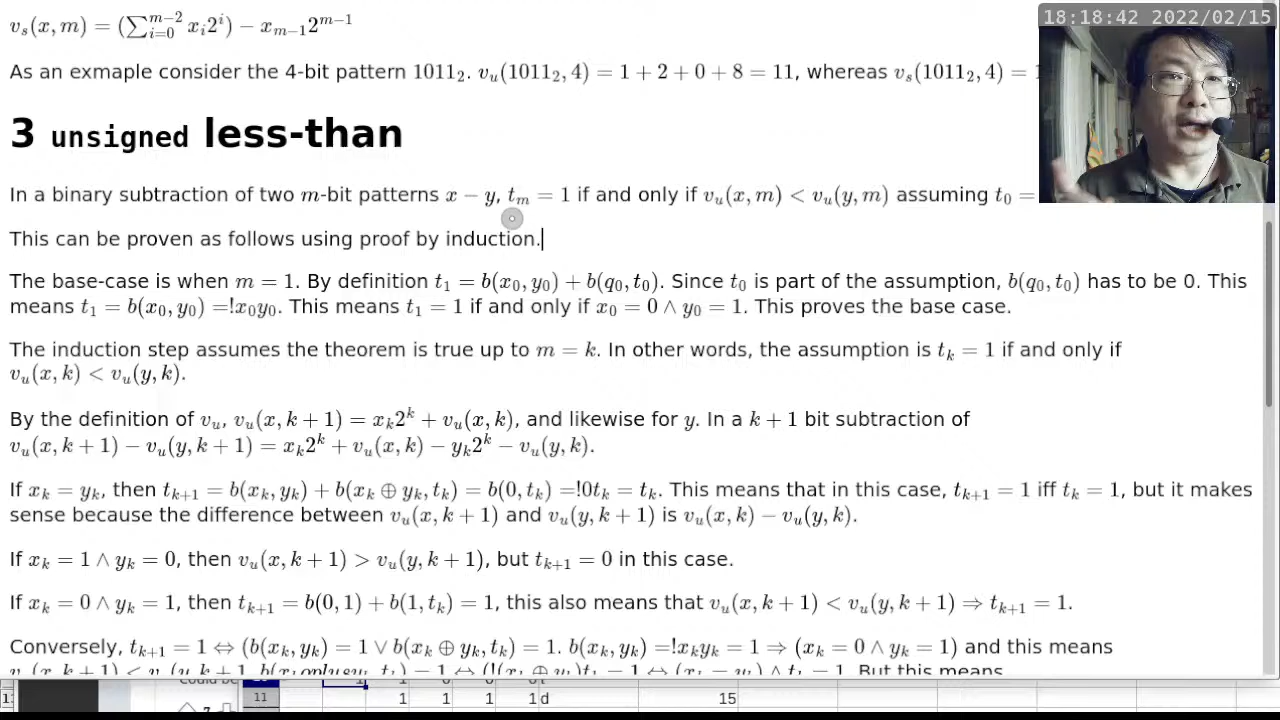 v_s(x, m) = (∑_{i=0}^{m−2} x_i 2^i) − x_{m−1} 2^{m−1}
18:18:42 2022/02/15
As an exmaple consider the 4-bit pattern 1011₂. v_u(1011₂, 4) = 1 + 2 + 0 + 8 = 11, whereas v_s(1011₂, 4) =
3 unsigned less-than
In a binary subtraction of two m-bit patterns x − y, t_m = 1 if and only if v_u(x, m) < v_u(y, m) assuming t_0 =
This can be proven as follows using proof by induction.
The base-case is when m = 1. By definition t_1 = b(x_0, y_0) + b(q_0, t_0). Since t_0 is part of the assumption, b(q_0, t_0) has to be 0. This
means t_1 = b(x_0, y_0) =!x_0y_0. This means t_1 = 1 if and only if x_0 = 0 ∧ y_0 = 1. This proves the base case.
The induction step assumes the theorem is true up to m = k. In other words, the assumption is t_k = 1 if and only if
v_u(x, k) < v_u(y, k).
By the definition of v_u, v_u(x, k + 1) = x_k2^k + v_u(x, k), and likewise for y. In a k + 1 bit subtraction of
v_u(x, k + 1) − v_u(y, k + 1) = x_k2^k + v_u(x, k) − y_k2^k − v_u(y, k).
If x_k = y_k, then t_{k+1} = b(x_k, y_k) + b(x_k ⊕ y_k, t_k) = b(0, t_k) =!0t_k = t_k. This means that in this case, t_{k+1} = 1 iff t_k = 1, but it makes
sense because the difference between v_u(x, k + 1) and v_u(y, k + 1) is v_u(x, k) − v_u(y, k).
If x_k = 1 ∧ y_k = 0, then v_u(x, k + 1) > v_u(y, k + 1), but t_{k+1} = 0 in this case.
If x_k = 0 ∧ y_k = 1, then t_{k+1} = b(0, 1) + b(1, t_k) = 1, this also means that v_u(x, k + 1) < v_u(y, k + 1) ⇒ t_{k+1} = 1.
Conversely, t_{k+1} = 1 ⇔ (b(x_k, y_k) = 1 ∨ b(x_k ⊕ y_k, t_k) = 1. b(x_k, y_k) =!x_ky_k = 1 ⇒ (x_k = 0 ∧ y_k = 1) and this means
But this means
11 1 1 1 1 d 15